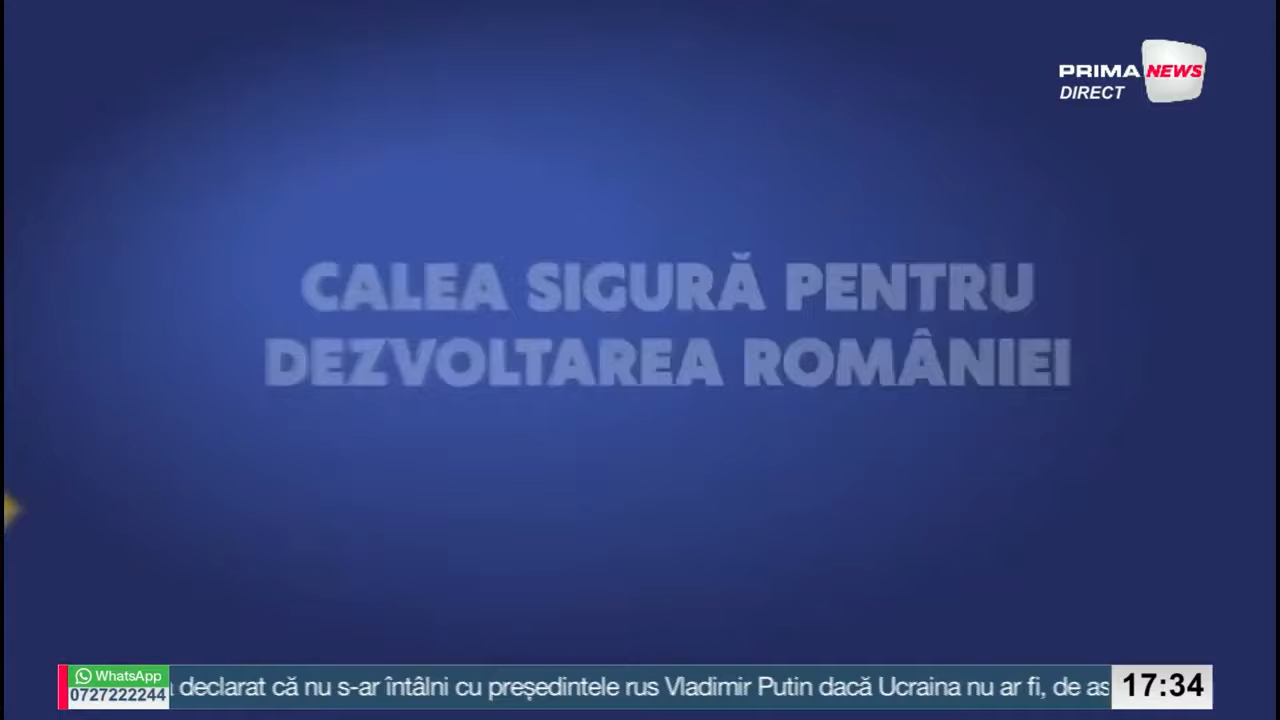 PRIMA NEWS
DIRECT
CALEA SIGURĂ PENTRU
DEZVOLTAREA ROMÂNIEI
WhatsApp
0727222244
declarat că nu s-ar întâlni cu președintele rus Vladimir Putin dacă Ucraina nu ar fi, de as
17:34